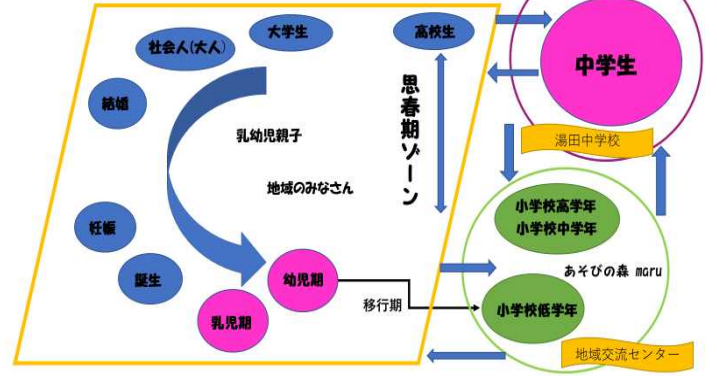 大学生
社会人(大人)
高校生
中学生
結婚
思春期ゾーン
乳幼児親子
湯田中学校
地域のみなさん
小学校高学年
小学校中学年
妊娠
誕生
幼児期
あそびの森 maru
移行期
小学校低学年
乳児期
地域交流センター